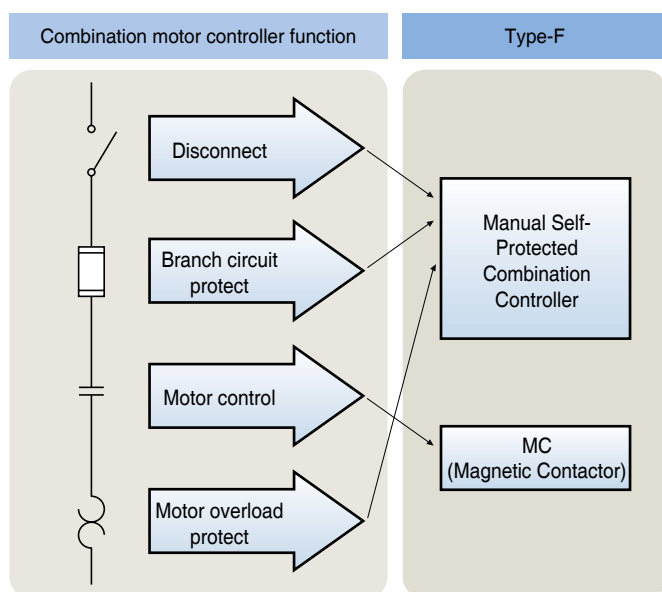 Combination motor controller function
Type-F
Disconnect
Branch circuit
protect
Motor control
Motor overload
protect
Manual Self-
Protected
Combination
Controller
MC
(Magnetic Contactor)